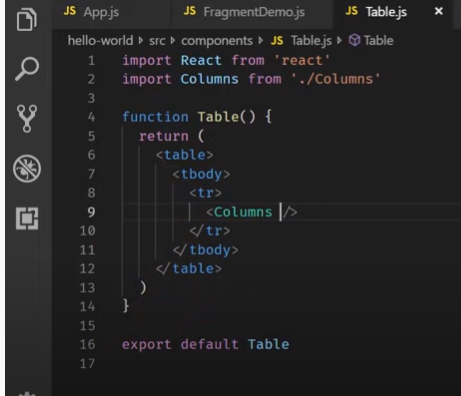 JS App.js JS FragmentDemo.js JS Table.js ×
hello-world › src › components › JS Table.js › Table
1 import React from 'react'
2 import Columns from './Columns'
3
4 function Table() {
5   return (
6     <table>
7       <tbody>
8         <tr>
9           <Columns />
10         </tr>
11       </tbody>
12     </table>
13   )
14 }
15
16 export default Table
17